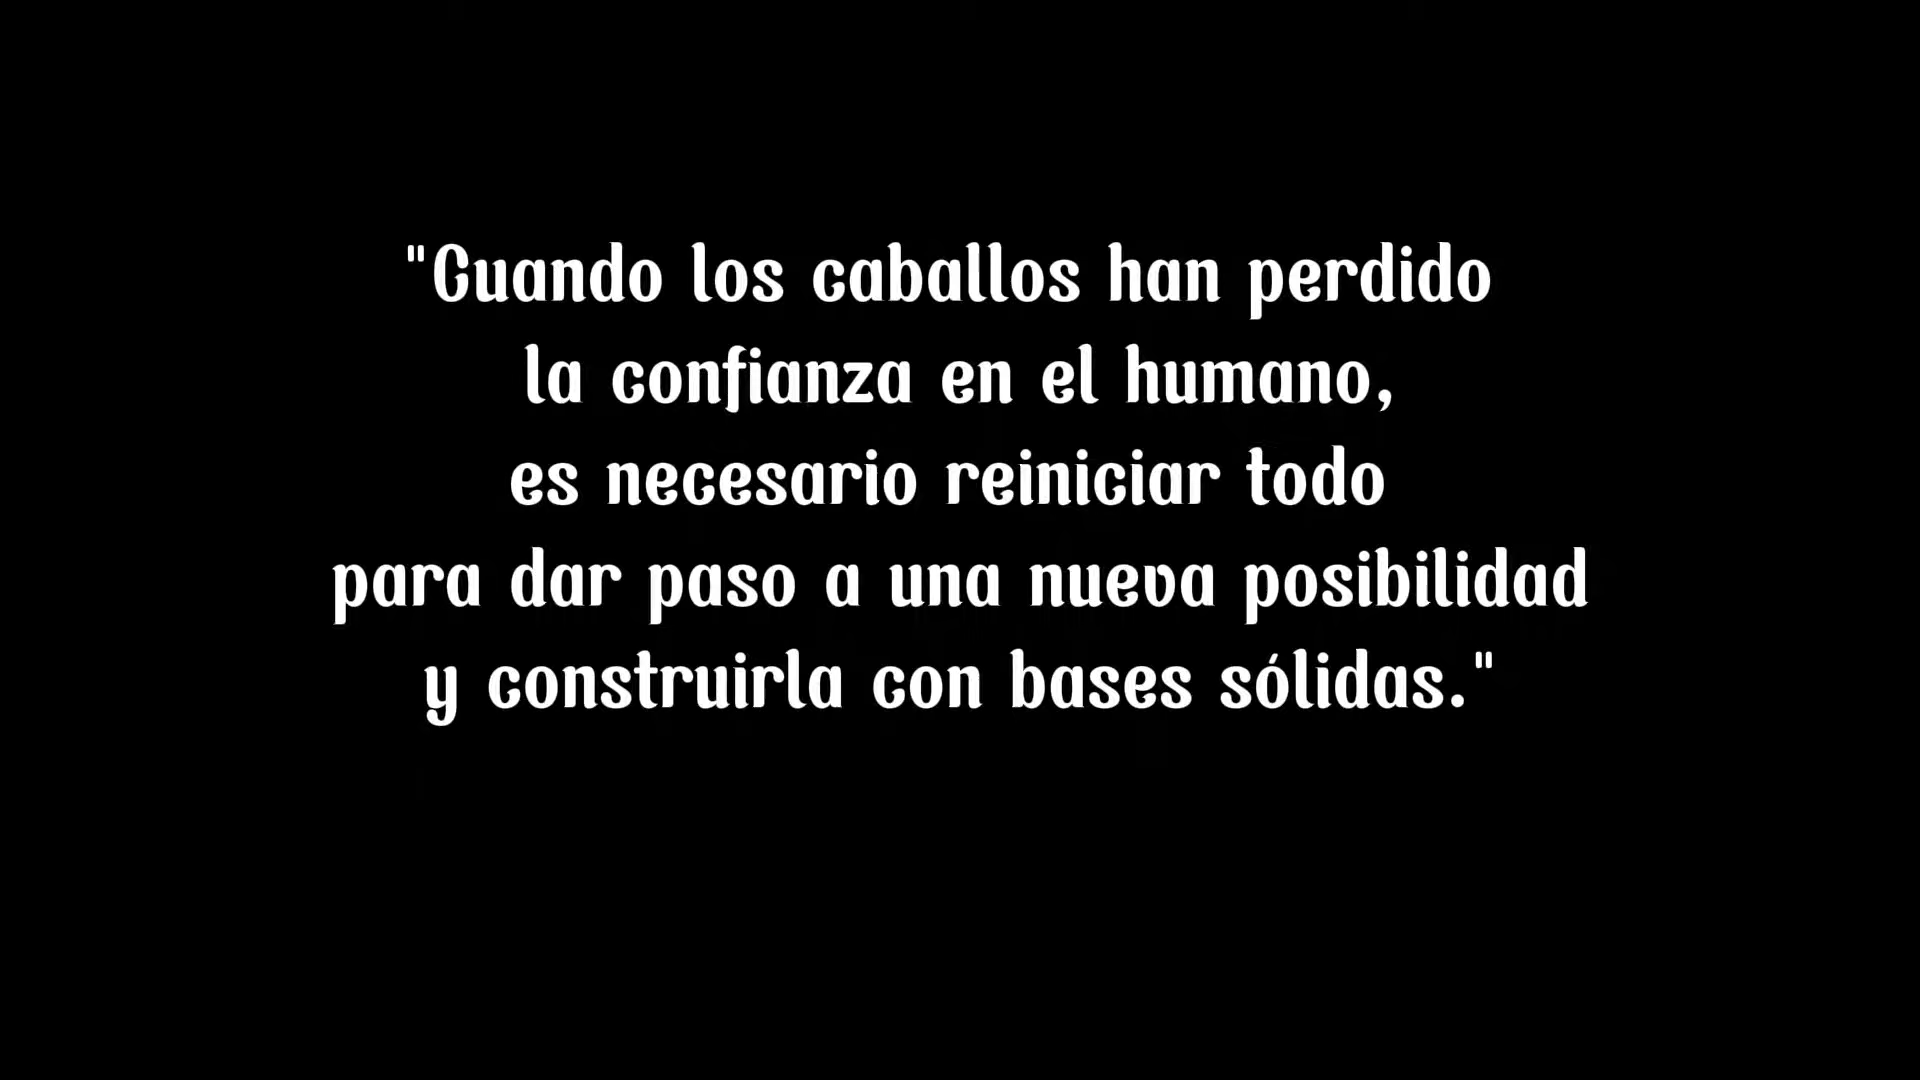 "Cuando los caballos han perdido
la confianza en el humano,
es necesario reiniciar todo
para dar paso a una nueva posibilidad
y construirla con bases sólidas."